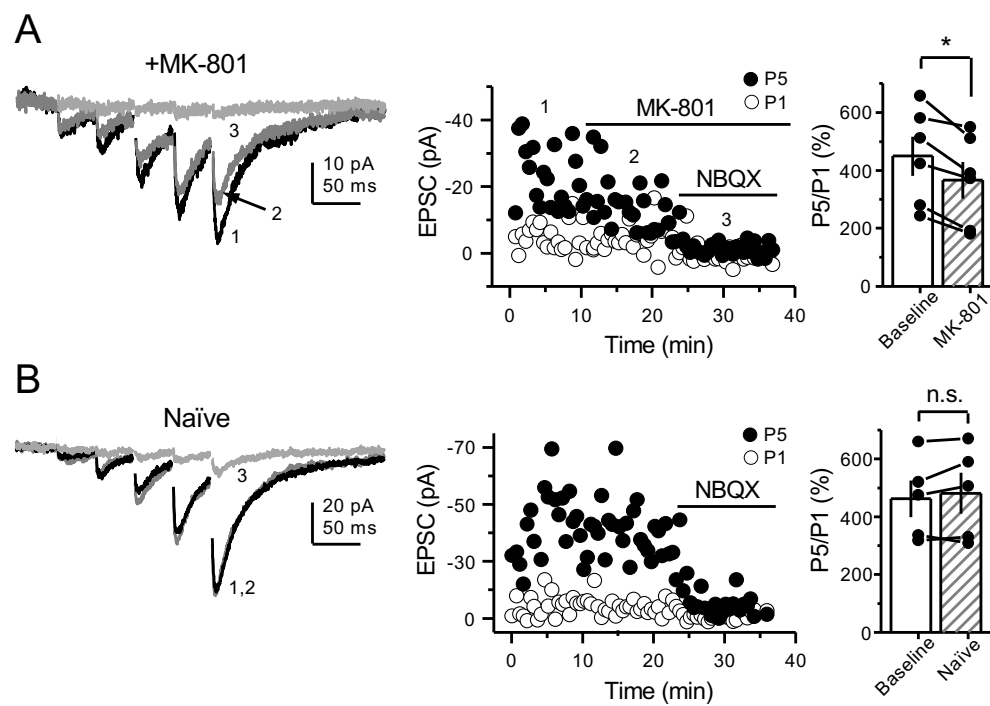 A
+MK-801
3
10 pA
50 ms
2
1
P5
P1
1
MK-801
2
NBQX
3
EPSC (pA)
-40
-20
0
0 10 20 30 40
Time (min)
*
P5/P1 (%)
600
400
200
0
Baseline
MK-801
B
Naïve
3
20 pA
50 ms
1,2
P5
P1
NBQX
EPSC (pA)
-70
-50
-30
0
0 10 20 30 40
Time (min)
n.s.
P5/P1 (%)
600
400
200
0
Baseline
Naïve